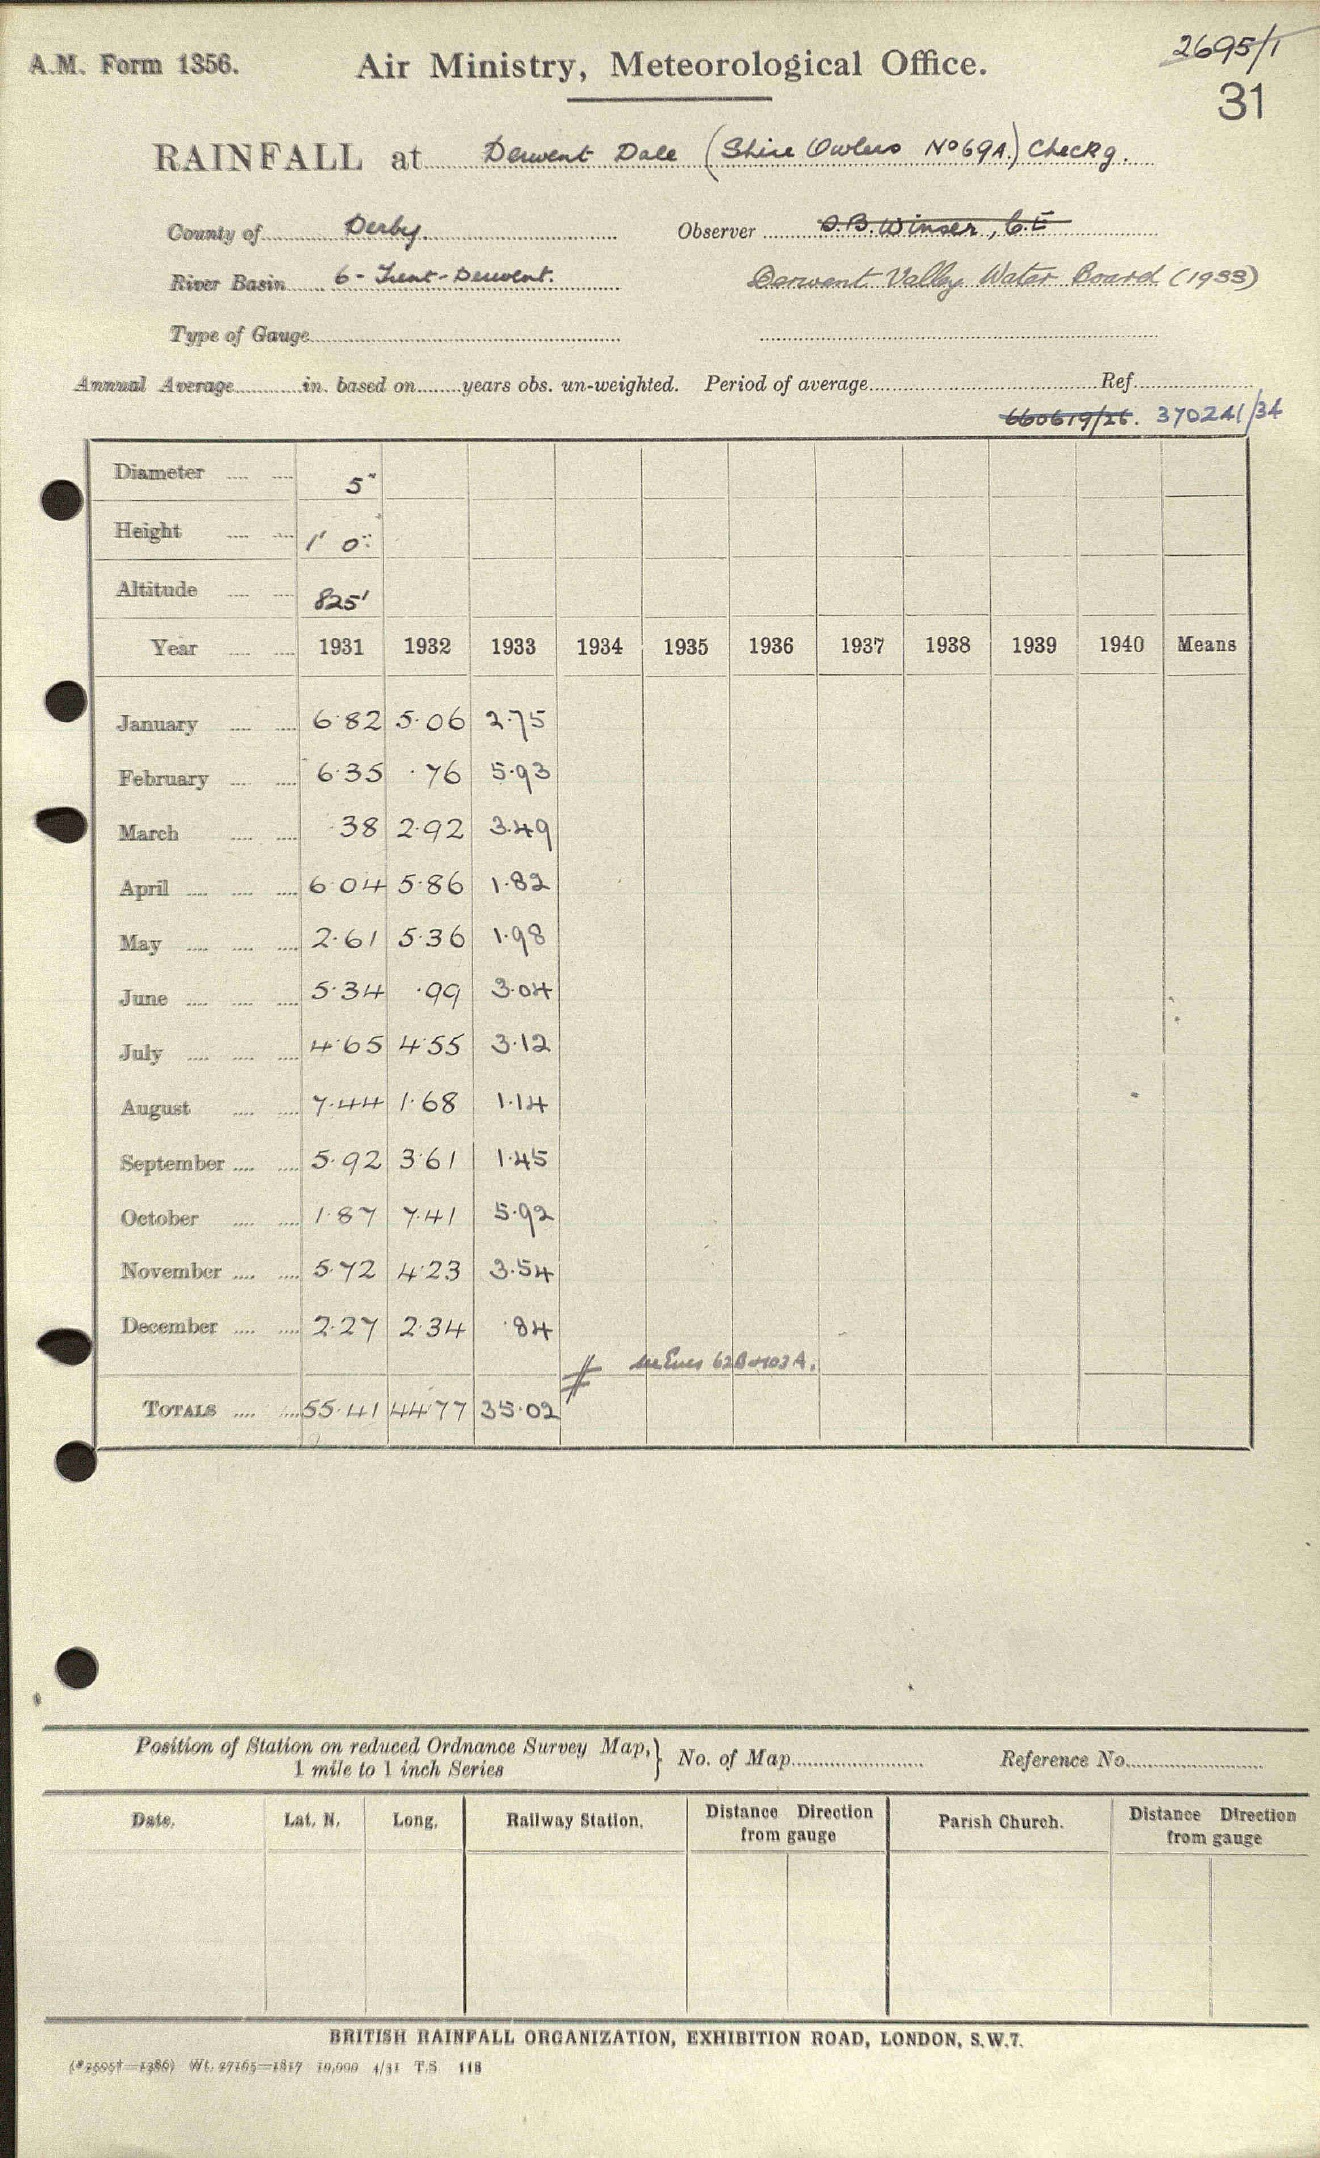 A.M. Form 1356.
Air Ministry, Meteorological Office.
2695/1
31
RAINFALL at Derwent Dale (Shire Owlers No 69A.) Checkg.
County of Derby.
Observer O.B. Winser, C.E
River Basin 6 - Trent - Derwent.
Derwent Valley Water Board (1933)
Type of Gauge
Annual Average in. based on years obs. un-weighted. Period of average Ref.
660619/26. 370241/34
Diameter 5"
Height 1' 0"
Altitude 825'
Year 1931 1932 1933 1934 1935 1936 1937 1938 1939 1940 Means
January 6.82 5.06 2.75
February 6.35 .76 5.93
March .38 2.92 3.49
April 6.04 5.86 1.82
May 2.61 5.36 1.98
June 5.34 .99 3.04
July 4.65 4.55 3.12
August 7.44 1.68 1.14
September 5.92 3.61 1.45
October 1.87 7.41 5.92
November 5.72 4.23 3.54
December 2.27 2.34 .84
62B 103A.
TOTALS 55.41 44.77 35.02
Position of Station on reduced Ordnance Survey Map,
1 mile to 1 inch Series
No. of Map
Reference No.
Date. Lat. N. Long. Railway Station. Distance Direction from gauge Parish Church. Distance Direction from gauge
BRITISH RAINFALL ORGANIZATION, EXHIBITION ROAD, LONDON, S.W.7.
Wt. 27165—1817 10,000 4/31 T.S 118